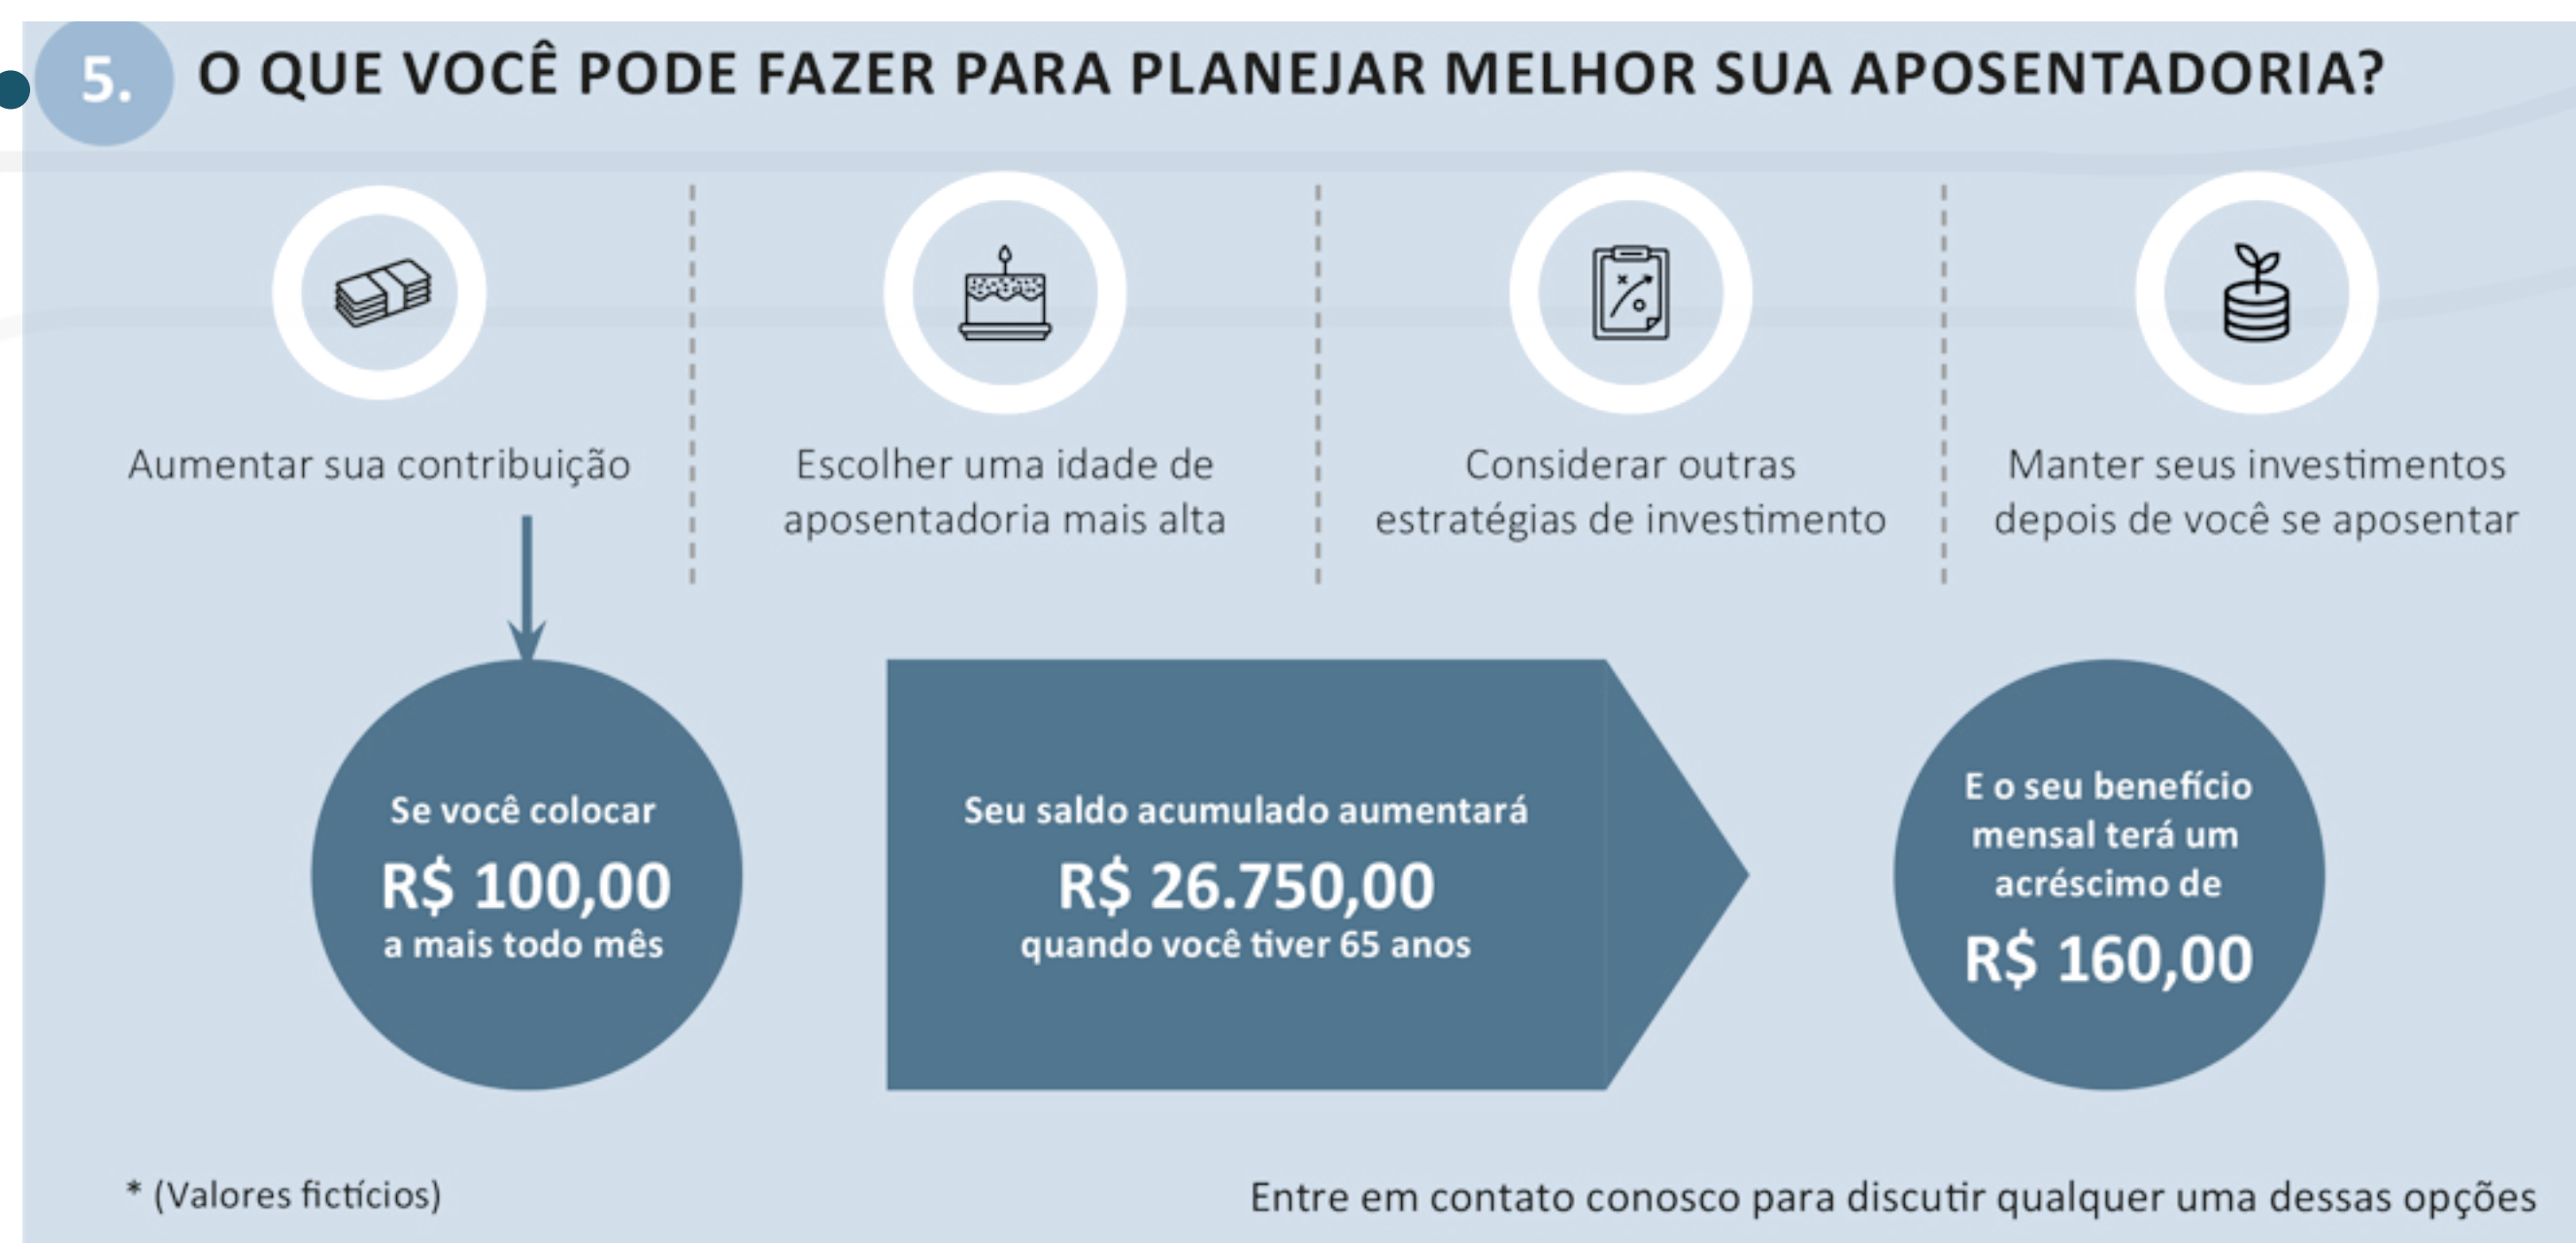 5. O QUE VOCÊ PODE FAZER PARA PLANEJAR MELHOR SUA APOSENTADORIA?
Aumentar sua contribuição
Escolher uma idade de
aposentadoria mais alta
Considerar outras
estratégias de investimento
Manter seus investimentos
depois de você se aposentar
Se você colocar
R$ 100,00
a mais todo mês
Seu saldo acumulado aumentará
R$ 26.750,00
quando você tiver 65 anos
E o seu benefício
mensal terá um
acréscimo de
R$ 160,00
* (Valores fictícios)
Entre em contato conosco para discutir qualquer uma dessas opções